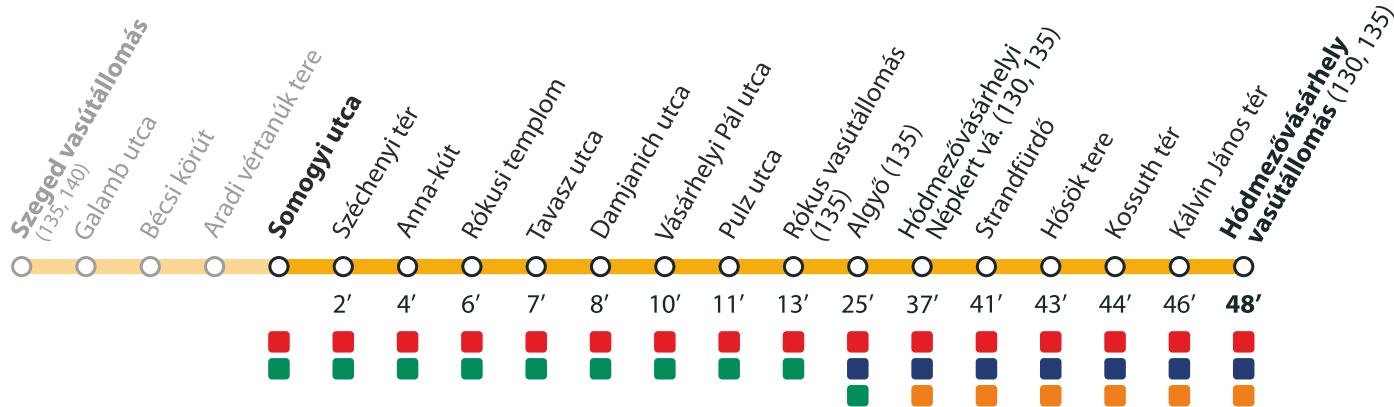 Szeged vasútállomás
(135, 140)
Galamb utca
Bécsi körút
Aradi vértanúk tere
Somogyi utca
Széchenyi tér
Anna-kút
Rókusi templom
Tavasz utca
Damjanich utca
Vásárhelyi Pál utca
Pulz utca
Rókus vasútállomás
(135)
Algyő (135)
Hódmezővásárhelyi
Népkert vá. (130, 135)
Strandfürdő
Hősök tere
Kossuth tér
Kálvin János tér
Hódmezővásárhely
vasútállomás (130, 135)
2’ 4’ 6’ 7’ 8’ 10’ 11’ 13’ 25’ 37’ 41’ 43’ 44’ 46’ 48’